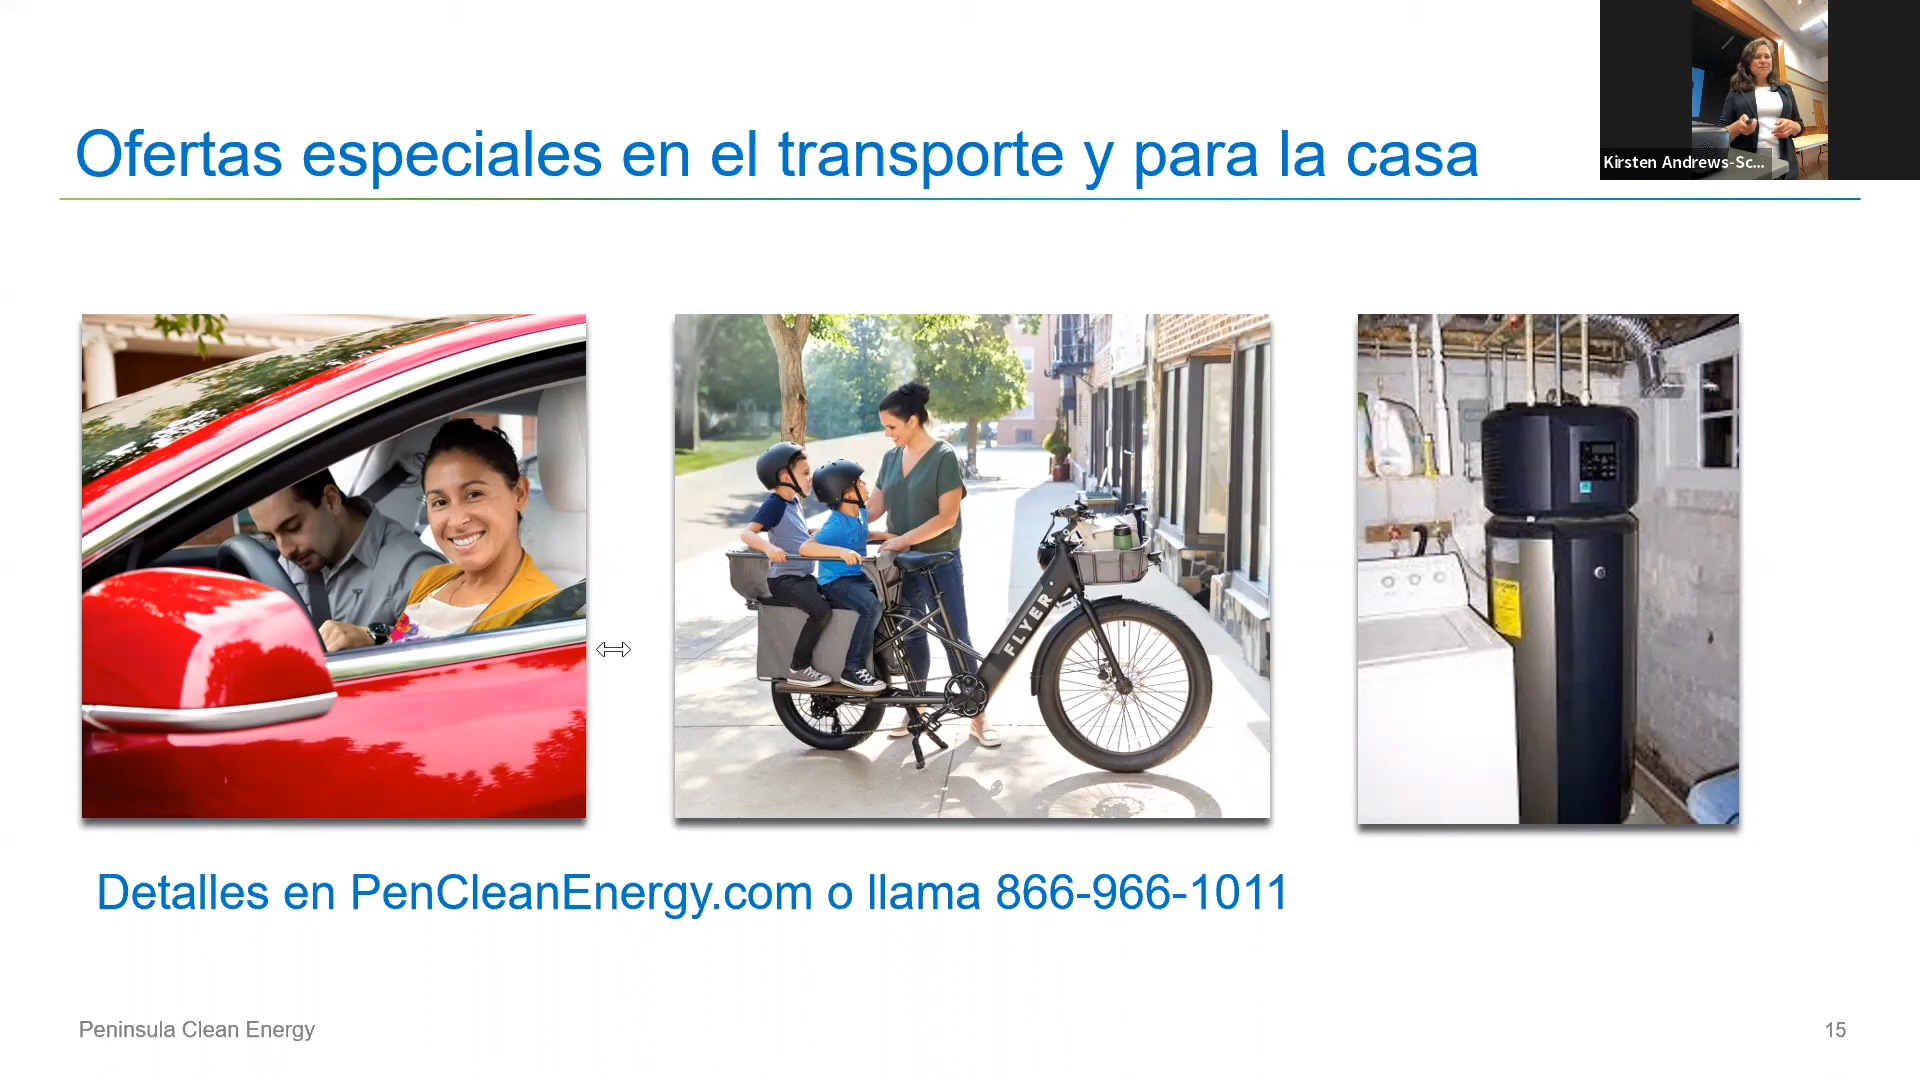 Kirsten Andrews-Sc...
Ofertas especiales en el transporte y para la casa
FLYER
Detalles en PenCleanEnergy.com o llama 866-966-1011
Peninsula Clean Energy
15